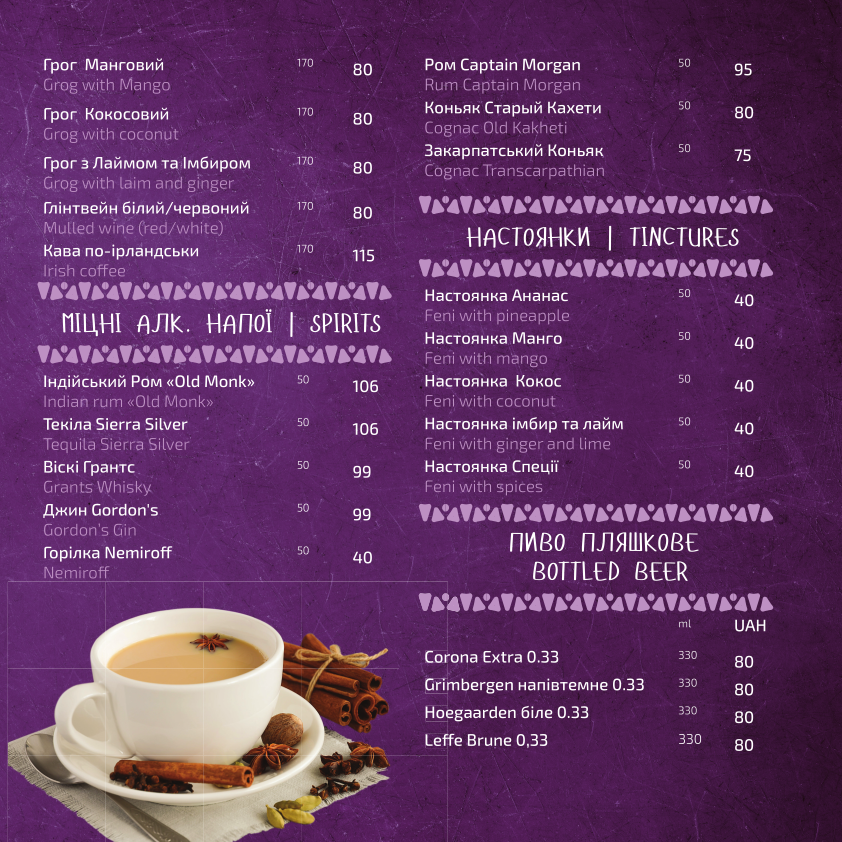 Грог Манговий 170 80
Grog with Mango
Грог Кокосовий 170 80
Grog with coconut
Грог з Лаймом та Імбиром 170 80
Grog with laim and ginger
Глінтвейн білий/червоний 170 80
Mulled wine (red/white)
Кава по-ірландськи 170 115
Irish coffee
МІЦНІ АЛК. НАПОЇ | SPIRITS
Індійський Ром «Old Monk» 50 106
Indian rum «Old Monk»
Текіла Sierra Silver 50 106
Tequila Sierra Silver
Віскі Грантс 50 99
Grants Whisky
Джин Gordon's 50 99
Gordon's Gin
Горілка Nemiroff 50 40
Nemiroff
Ром Captain Morgan 50 95
Rum Captain Morgan
Коньяк Старый Кахети 50 80
Cognac Old Kakheti
Закарпатський Коньяк 50 75
Cognac Transcarpathian
НАСТОЯНКИ | TINCTURES
Настоянка Ананас 50 40
Feni with pineapple
Настоянка Манго 50 40
Feni with mango
Настоянка Кокос 50 40
Feni with coconut
Настоянка імбир та лайм 50 40
Feni with ginger and lime
Настоянка Спеції 50 40
Feni with spices
ПИВО ПЛЯШКОВЕ
BOTTLED BEER
ml UAH
Corona Extra 0.33 330 80
Grimbergen напівтемне 0.33 330 80
Hoegaarden біле 0.33 330 80
Leffe Brune 0,33 330 80